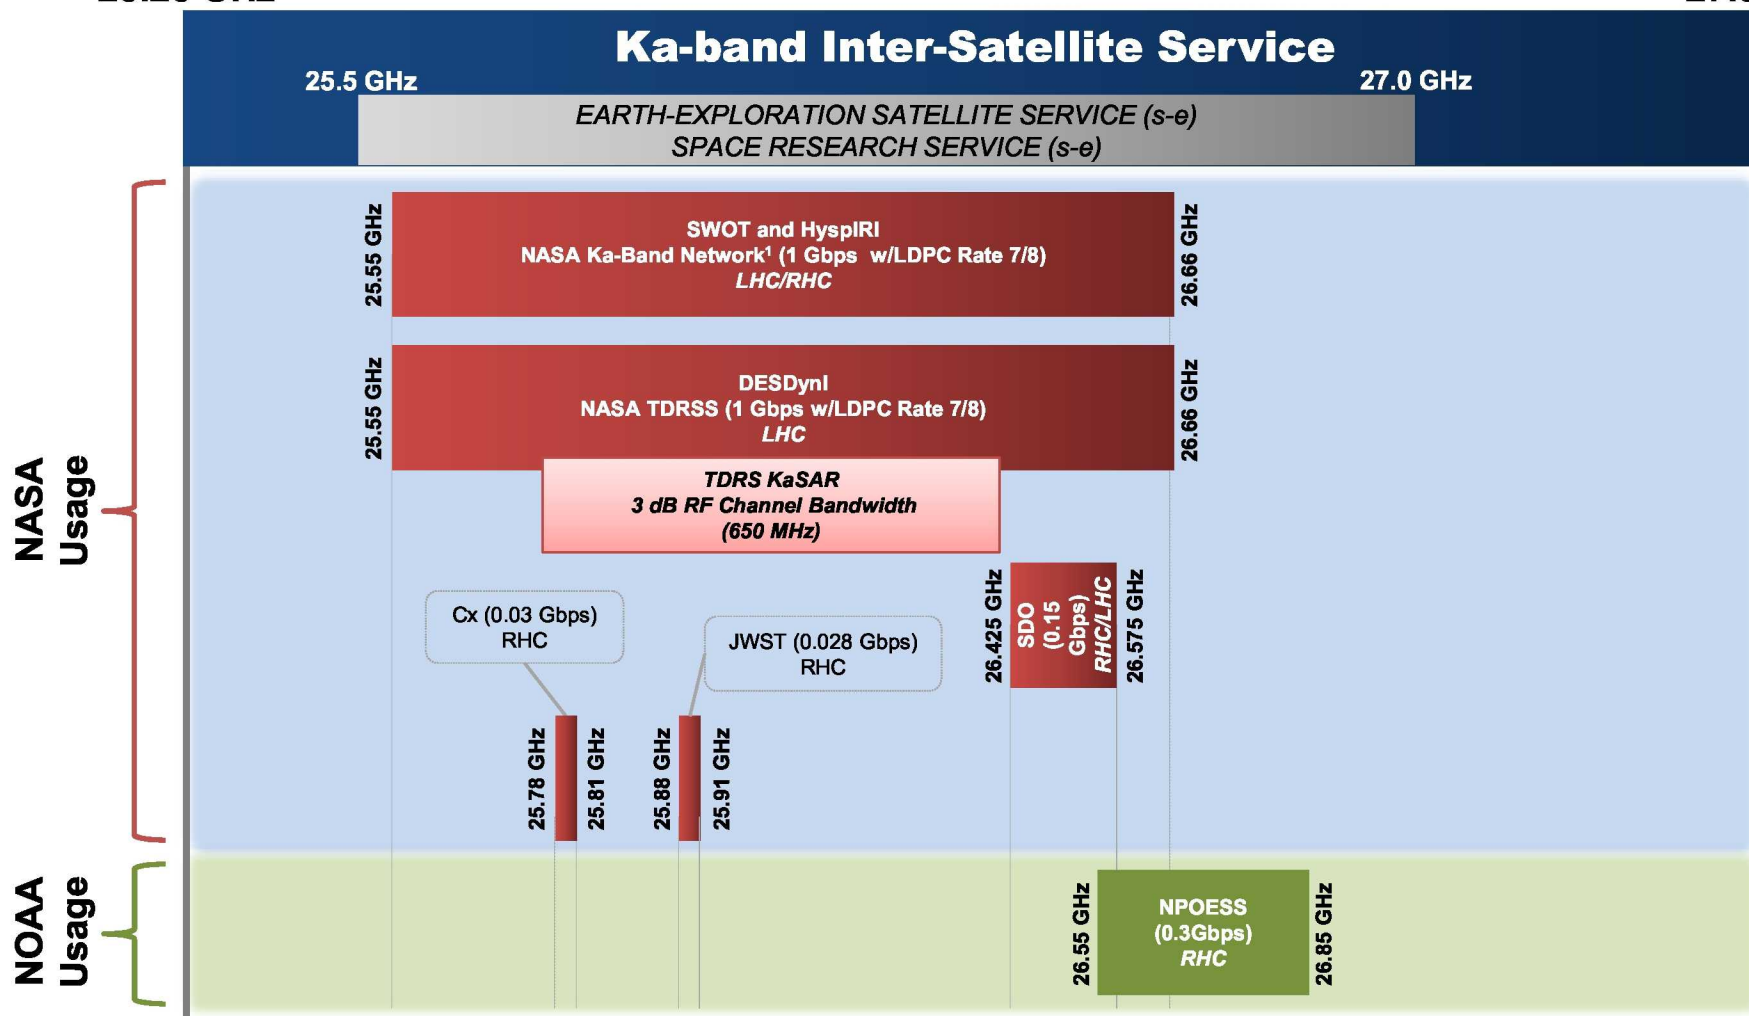 Ka-band Inter-Satellite Service
25.5 GHz
27.0 GHz
EARTH-EXPLORATION SATELLITE SERVICE (s-e)
SPACE RESEARCH SERVICE (s-e)
NASA
Usage
25.55 GHz
SWOT and HyspIRI
NASA Ka-Band Network¹ (1 Gbps w/LDPC Rate 7/8)
LHC/RHC
26.66 GHz
25.55 GHz
DESDynI
NASA TDRSS (1 Gbps w/LDPC Rate 7/8)
LHC
26.66 GHz
TDRS KaSAR
3 dB RF Channel Bandwidth
(650 MHz)
26.425 GHz
SDO
(0.15
Gbps)
RHC/LHC
26.575 GHz
Cx (0.03 Gbps)
RHC
JWST (0.028 Gbps)
RHC
25.78 GHz
25.81 GHz
25.88 GHz
25.91 GHz
NOAA
Usage
26.55 GHz
NPOESS
(0.3Gbps)
RHC
26.85 GHz